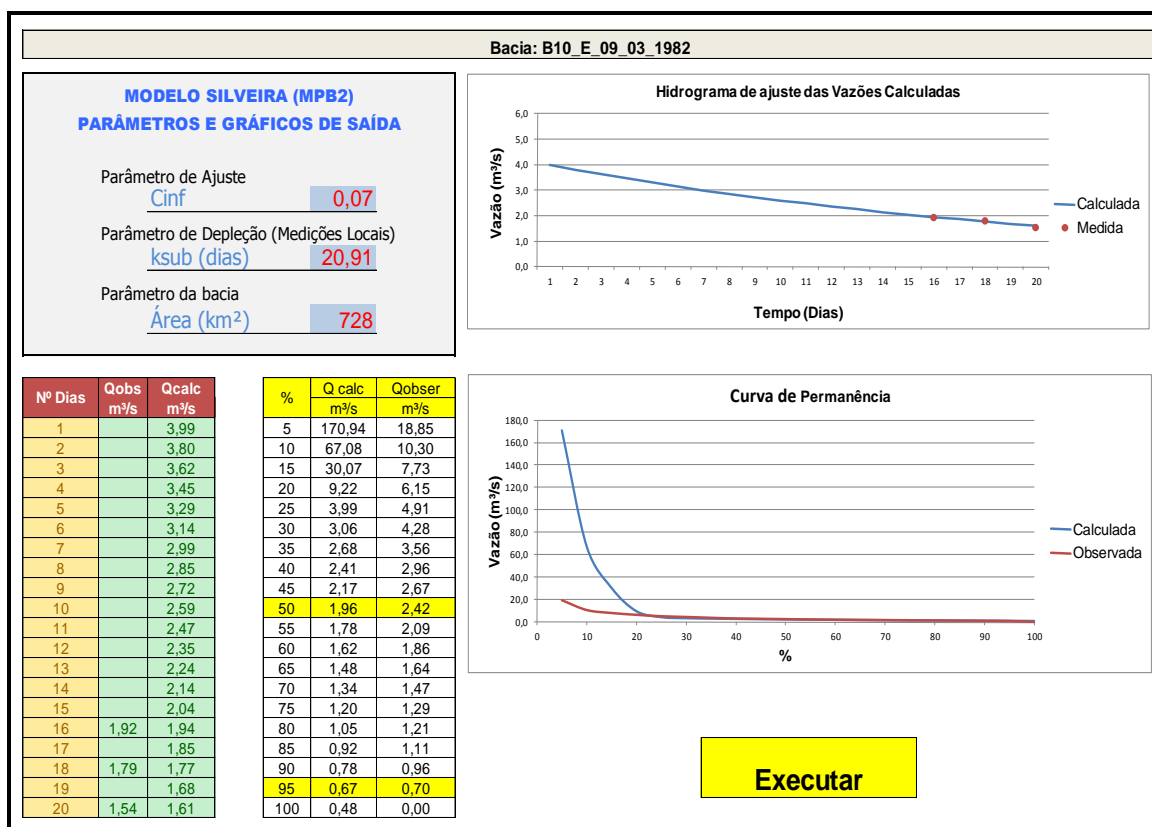 Bacia: B10_E_09_03_1982
MODELO SILVEIRA (MPB2)
PARÂMETROS E GRÁFICOS DE SAÍDA
Parâmetro de Ajuste
Cinf 0,07
Parâmetro de Depleção (Medições Locais)
ksub (dias) 20,91
Parâmetro da bacia
Área (km²) 728
Hidrograma de ajuste das Vazões Calculadas
Vazão (m³/s)
6,0
5,0
4,0
3,0
2,0
1,0
0,0
1 2 3 4 5 6 7 8 9 10 11 12 13 14 15 16 17 18 19 20
Tempo (Dias)
Calculada
Medida
Nº Dias Qobs Qcalc
m³/s m³/s
1 3,99
2 3,80
3 3,62
4 3,45
5 3,29
6 3,14
7 2,99
8 2,85
9 2,72
10 2,59
11 2,47
12 2,35
13 2,24
14 2,14
15 2,04
16 1,92 1,94
17 1,85
18 1,79 1,77
19 1,68
20 1,54 1,61
% Q calc Qobser
m³/s m³/s
5 170,94 18,85
10 67,08 10,30
15 30,07 7,73
20 9,22 6,15
25 3,99 4,91
30 3,06 4,28
35 2,68 3,56
40 2,41 2,96
45 2,17 2,67
50 1,96 2,42
55 1,78 2,09
60 1,62 1,86
65 1,48 1,64
70 1,34 1,47
75 1,20 1,29
80 1,05 1,21
85 0,92 1,11
90 0,78 0,96
95 0,67 0,70
100 0,48 0,00
Curva de Permanência
Vazão (m³/s)
180,0
160,0
140,0
120,0
100,0
80,0
60,0
40,0
20,0
0,0
0 10 20 30 40 50 60 70 80 90 100
%
Calculada
Observada
Executar